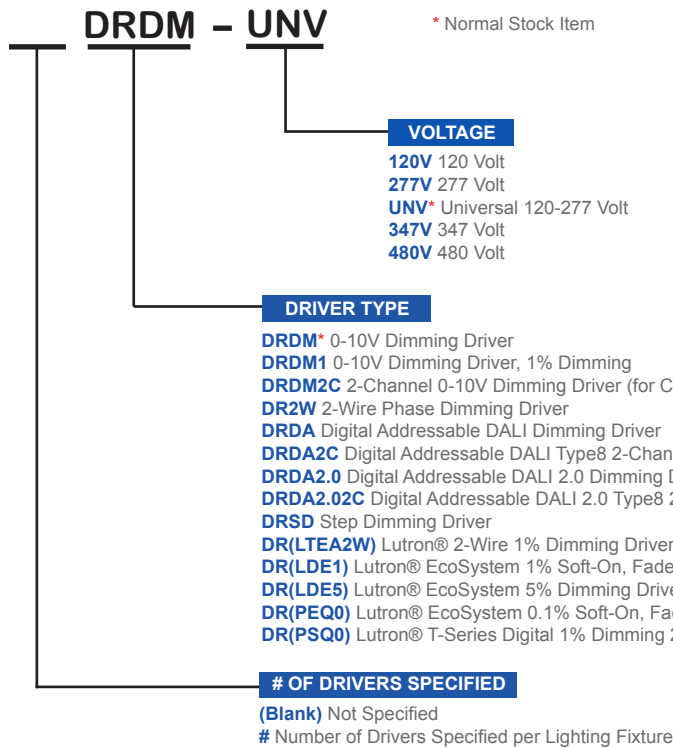 DRDM – UNV
* Normal Stock Item
VOLTAGE
120V 120 Volt
277V 277 Volt
UNV* Universal 120-277 Volt
347V 347 Volt
480V 480 Volt
DRIVER TYPE
DRDM* 0-10V Dimming Driver
DRDM1 0-10V Dimming Driver, 1% Dimming
DRDM2C 2-Channel 0-10V Dimming Driver (for
DR2W 2-Wire Phase Dimming Driver
DRDA Digital Addressable DALI Dimming Driver
DRDA2C Digital Addressable DALI Type8
DRDA2.0 Digital Addressable DALI 2.0 Dimming
DRDA2.02C Digital Addressable DALI 2.0 Type8
DRSD Step Dimming Driver
DR(LTEA2W) Lutron® 2-Wire 1% Dimming Driver
DR(LDE1) Lutron® EcoSystem 1% Soft-On,
DR(LDE5) Lutron® EcoSystem 5% Dimming
DR(PEQ0) Lutron® EcoSystem 0.1% Soft-On,
DR(PSQ0) Lutron® T-Series Digital 1% Dimming
# OF DRIVERS SPECIFIED
(Blank) Not Specified
# Number of Drivers Specified per Lighting Fixture